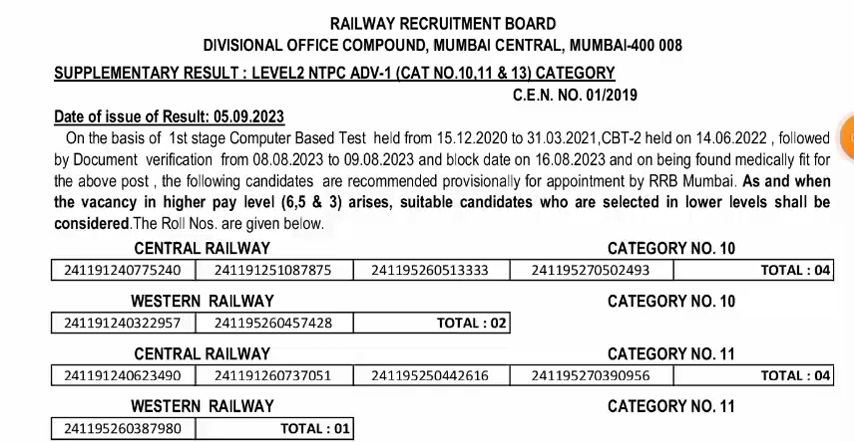 RAILWAY RECRUITMENT BOARD
DIVISIONAL OFFICE COMPOUND, MUMBAI CENTRAL, MUMBAI-400 008
SUPPLEMENTARY RESULT : LEVEL2 NTPC ADV-1 (CAT NO.10,11 & 13) CATEGORY
C.E.N. NO. 01/2019
Date of issue of Result: 05.09.2023
On the basis of 1st stage Computer Based Test held from 15.12.2020 to 31.03.2021,CBT-2 held on 14.06.2022 , followed
by Document verification from 08.08.2023 to 09.08.2023 and block date on 16.08.2023 and on being found medically fit for
the above post , the following candidates are recommended provisionally for appointment by RRB Mumbai. As and when
the vacancy in higher pay level (6,5 & 3) arises, suitable candidates who are selected in lower levels shall be
considered.The Roll Nos. are given below.
CENTRAL RAILWAY CATEGORY NO. 10
241191240775240 241191251087875 241195260513333 241195270502493 TOTAL : 04
WESTERN RAILWAY CATEGORY NO. 10
241191240322957 241195260457428 TOTAL : 02
CENTRAL RAILWAY CATEGORY NO. 11
241191240623490 241191260737051 241195250442616 241195270390956 TOTAL : 04
WESTERN RAILWAY CATEGORY NO. 11
241195260387980 TOTAL : 01